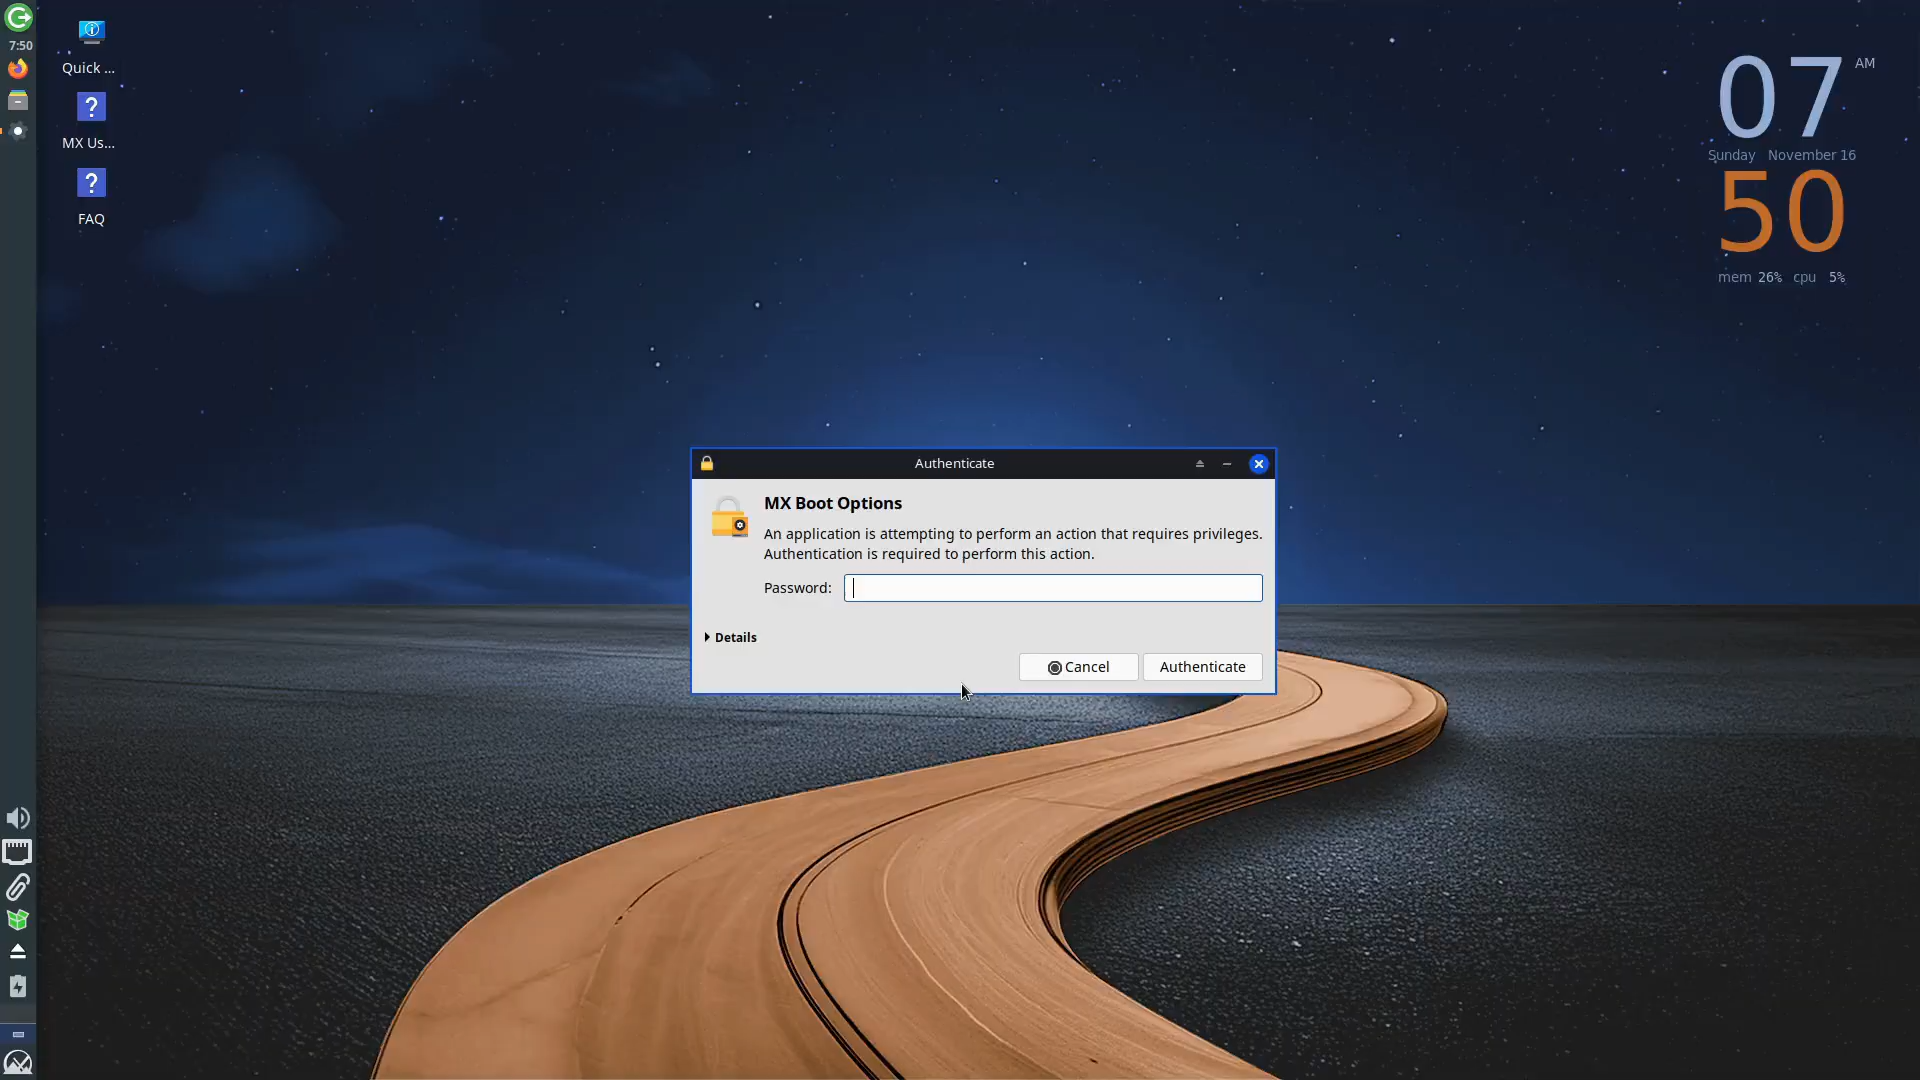 7:50
Quick ...
MX Us...
FAQ
07 AM
Sunday November 16
50
mem 26% cpu 5%
Authenticate
MX Boot Options
An application is attempting to perform an action that requires privileges.
Authentication is required to perform this action.
Password:
Details
Cancel
Authenticate